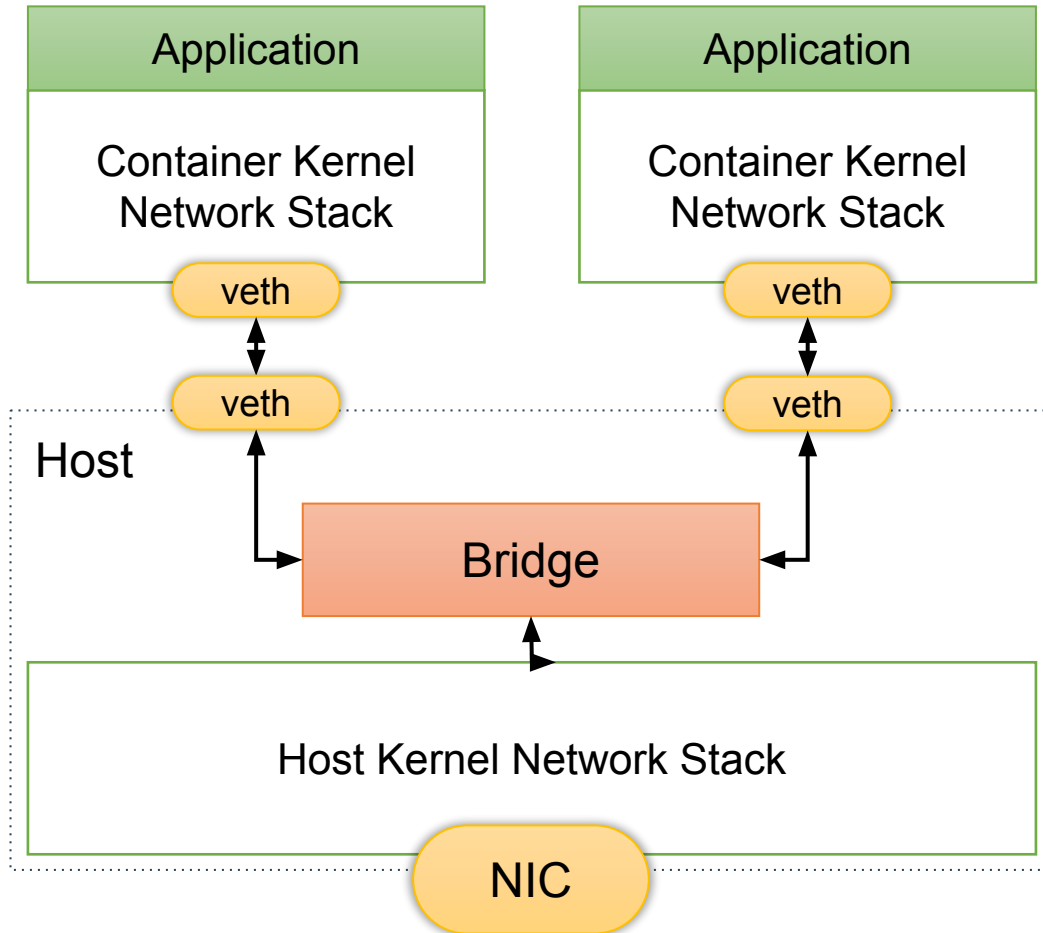 Application
Application
Container Kernel
Network Stack
Container Kernel
Network Stack
veth
veth
veth
veth
Host
Bridge
Host Kernel Network Stack
NIC